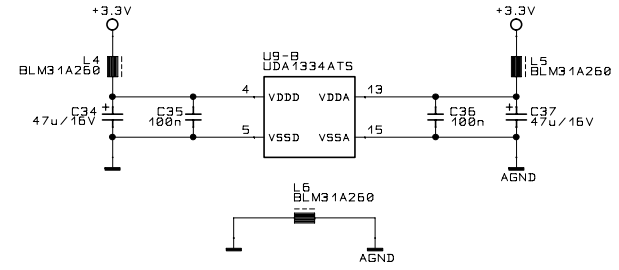 +3.3V
+3.3V
L4
BLM31A260
U9-B
UDA1334ATS
L5
BLM31A260
4
VDDD
VDDA
13
C34
47u/16V
C35
100n
C36
100n
C37
47u/16V
5
VSSD
VSSA
15
AGND
L6
BLM31A260
AGND